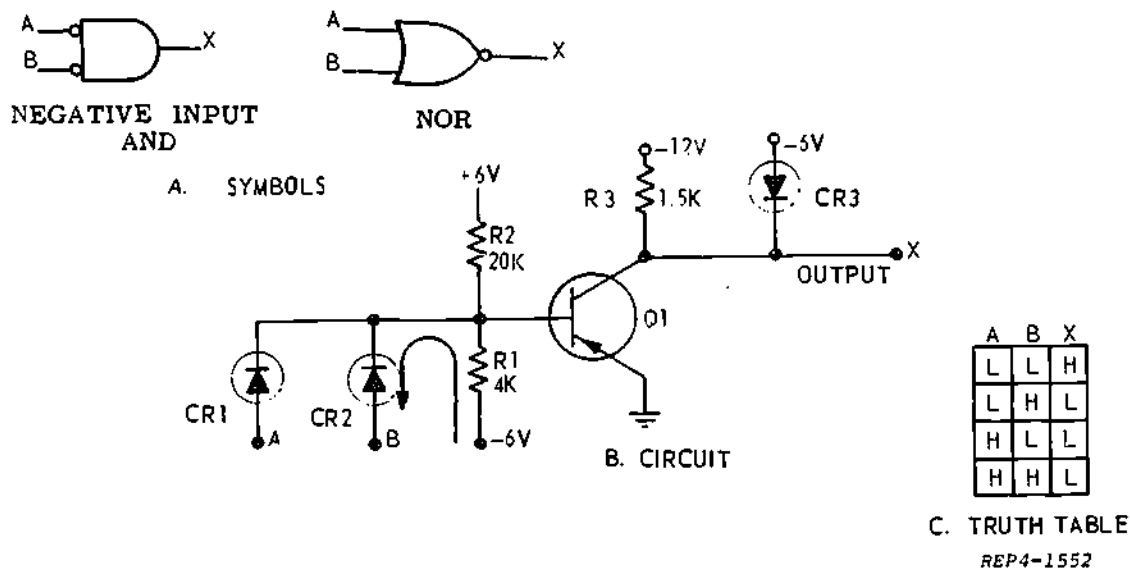 A
B
X
NEGATIVE INPUT
AND
A
B
X
NOR
A. SYMBOLS
+6V
R2
20K
R1
4K
-6V
CR1
A
CR2
B
R3
-12V
1.5K
-6V
CR3
Q1
OUTPUT
X
B. CIRCUIT
A B X
L L H
L H L
H L L
H H L
C. TRUTH TABLE
REP4-1552